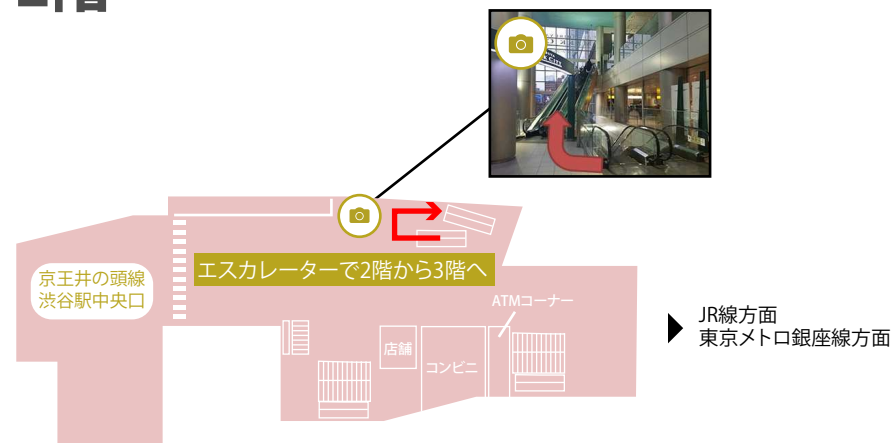 階
エスカレーターで2階から3階へ
京王井の頭線
渋谷駅中央口
ATMコーナー
店舗
コンビニ
JR線方面
東京メトロ銀座線方面